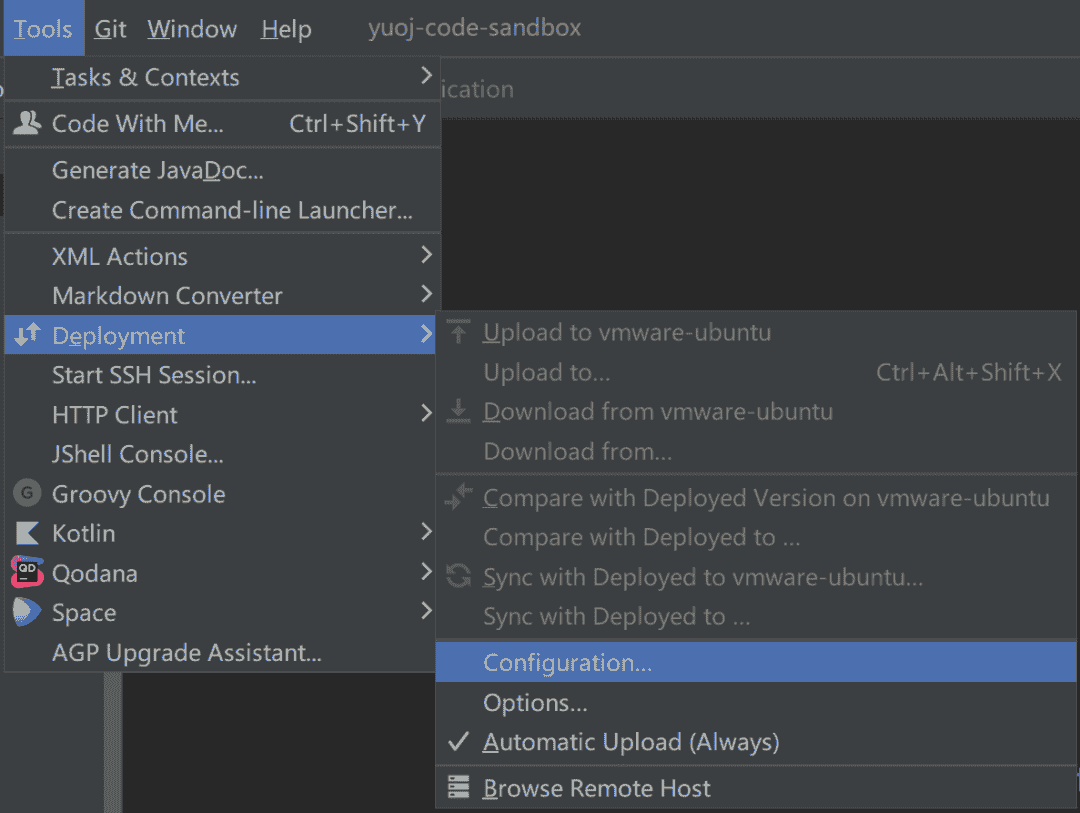 Tools Git Window Help yuoj-code-sandbox
Tasks & Contexts
ication
Code With Me... Ctrl+Shift+Y
Generate JavaDoc...
Create Command-line Launcher...
XML Actions
Markdown Converter
Deployment
Start SSH Session...
HTTP Client
JShell Console...
G Groovy Console
Kotlin
QD Qodana
Space
AGP Upgrade Assistant...
Upload to vmware-ubuntu
Upload to... Ctrl+Alt+Shift+X
Download from vmware-ubuntu
Download from...
Compare with Deployed Version on vmware-ubuntu
Compare with Deployed to ...
Sync with Deployed to vmware-ubuntu...
Sync with Deployed to ...
Configuration...
Options...
Automatic Upload (Always)
Browse Remote Host